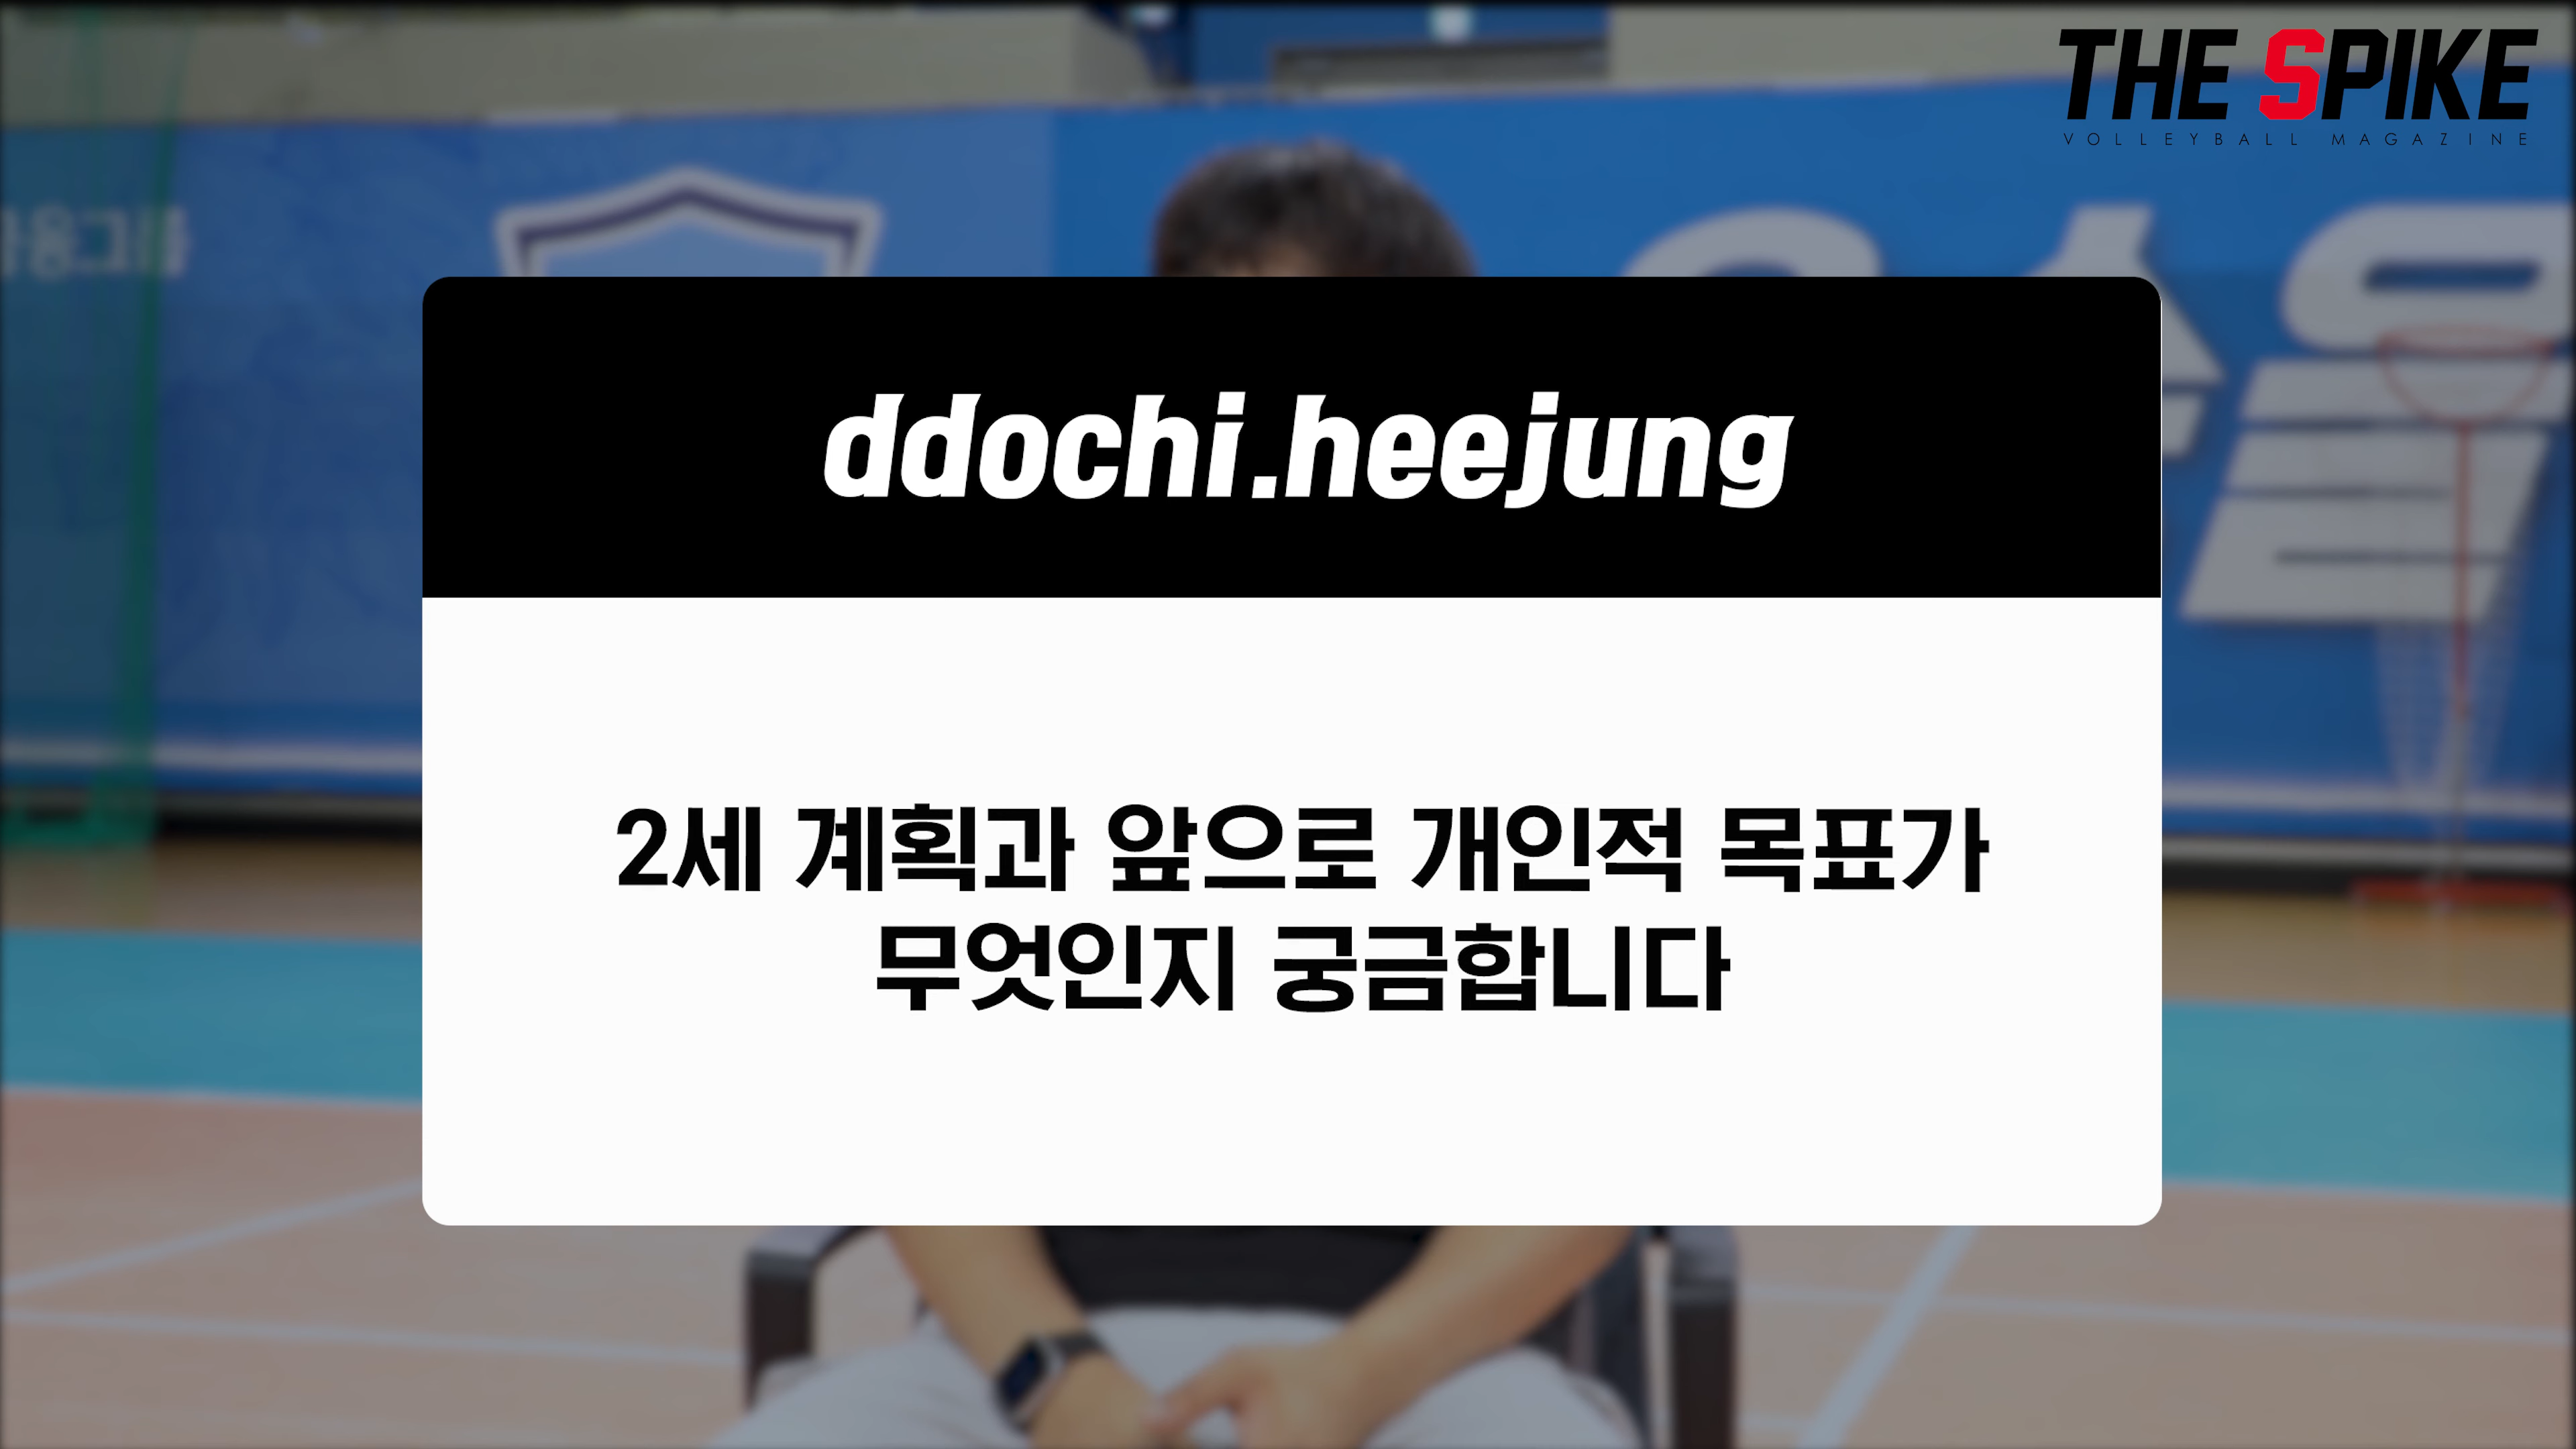 THE SPIKE
VOLLEYBALL MAGAZINE
ddochi.heejung
2세 계획과 앞으로 개인적 목표가
무엇인지 궁금합니다